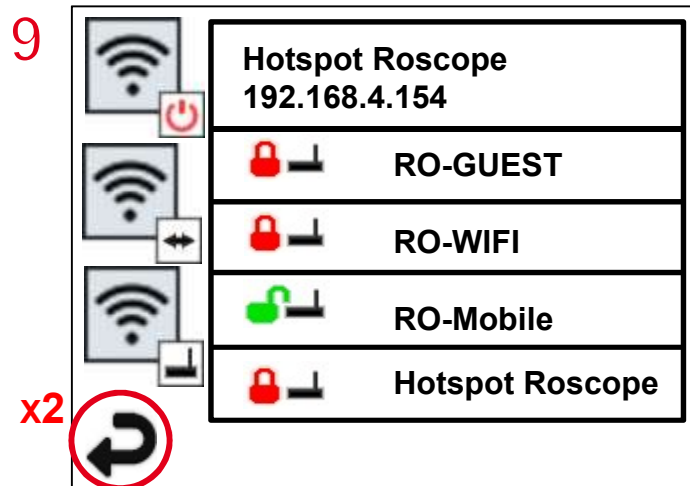 9
Hotspot Roscope
192.168.4.154
RO-GUEST
RO-WIFI
RO-Mobile
Hotspot Roscope
x2